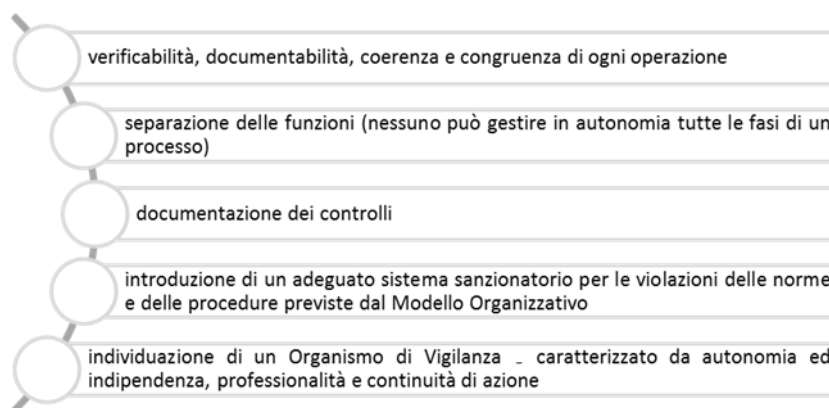 verificabilità, documentabilità, coerenza e congruenza di ogni operazione
separazione delle funzioni (nessuno può gestire in autonomia tutte le fasi di un
processo)
documentazione dei controlli
introduzione di un adeguato sistema sanzionatorio per le violazioni delle norme
e delle procedure previste dal Modello Organizzativo
individuazione di un Organismo di Vigilanza - caratterizzato da autonomia ed
indipendenza, professionalità e continuità di azione